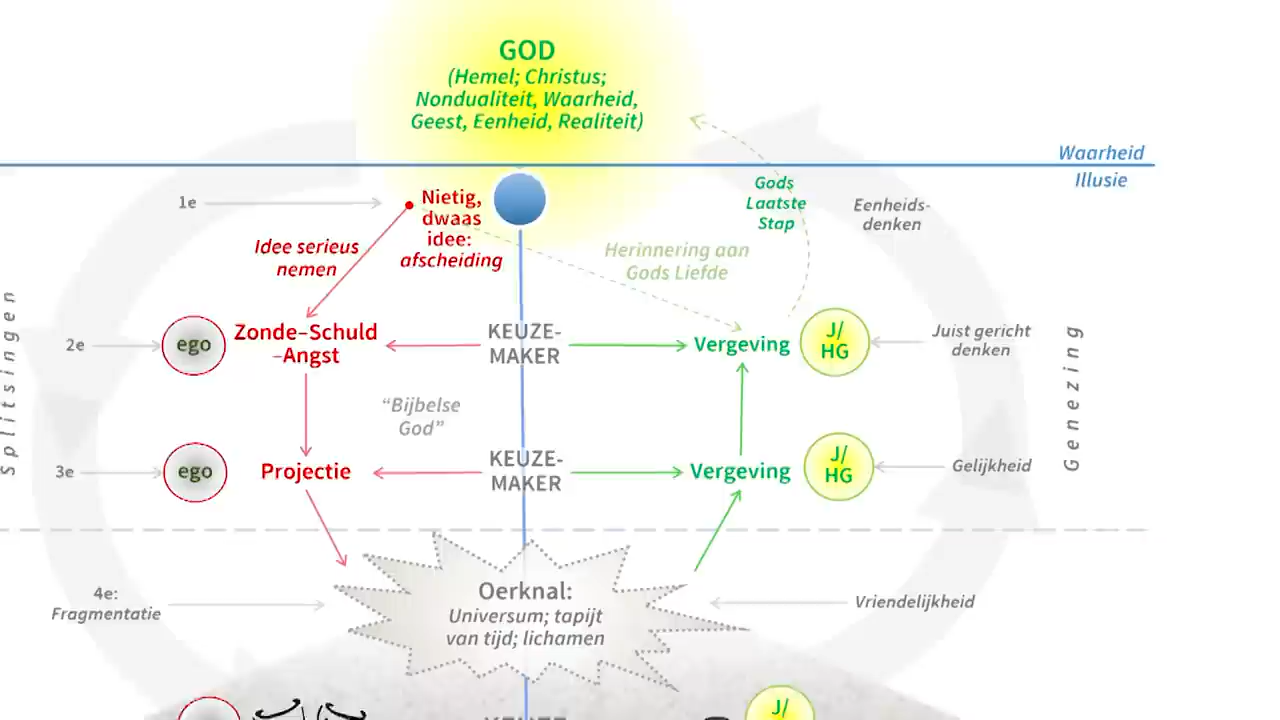 GOD
(Hemel; Christus;
Nondualiteit, Waarheid,
Geest, Eenheid, Realiteit)
Waarheid
Illusie
1e
Nietig,
dwaas
idee:
afscheiding
Gods
Laatste
Stap
Eenheids-
denken
Idee serieus
nemen
Herinnering aan
Gods Liefde
Splitsingen
Genezing
2e
ego
Zonde-Schuld
-Angst
KEUZE-
MAKER
Vergeving
J/
HG
Juist gericht
denken
"Bijbelse
God"
3e
ego
Projectie
KEUZE-
MAKER
Vergeving
J/
HG
Gelijkheid
4e:
Fragmentatie
Oerknal:
Universum; tapijt
van tijd; lichamen
Vriendelijkheid
J/